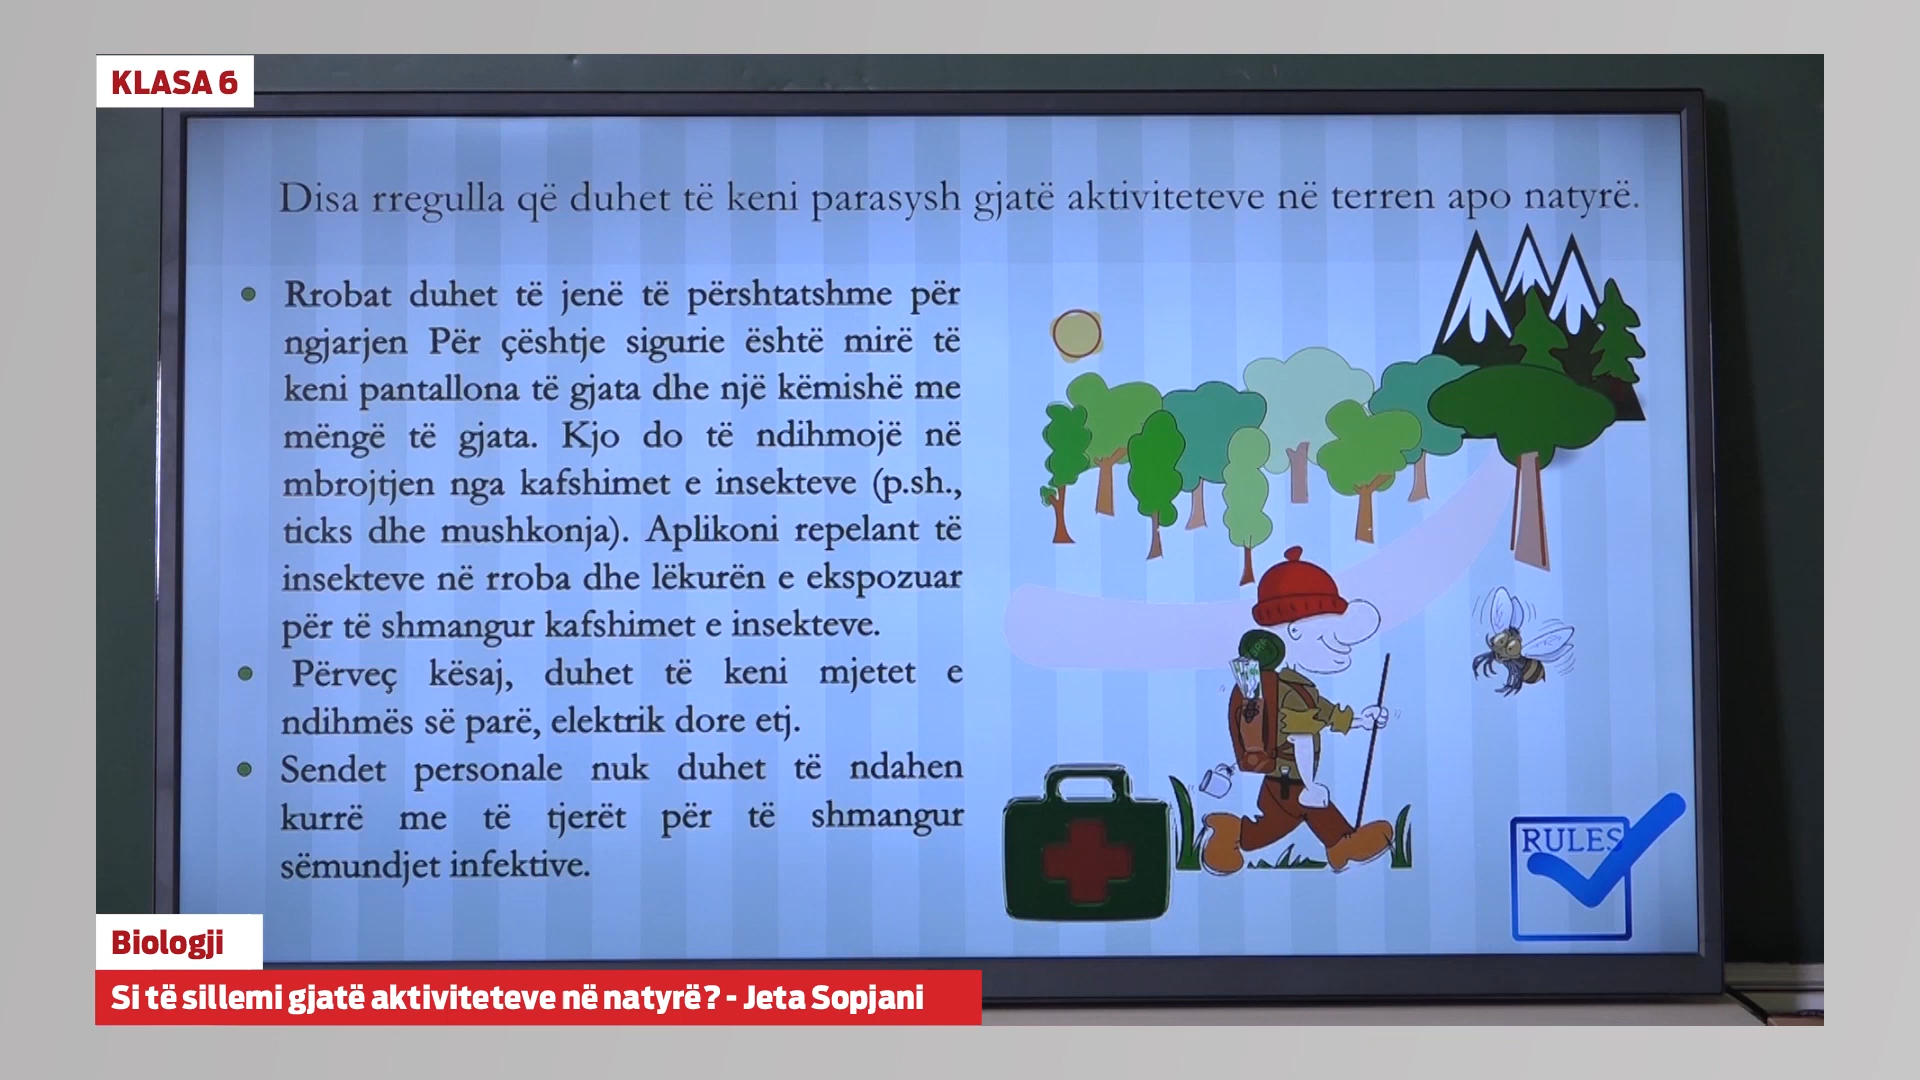 KLASA 6
Disa rregulla që duhet të keni parasysh gjatë aktiviteteve në terren apo natyrë.
• Rrobat duhet të jenë të përshtatshme për
ngjarjen Për çështje sigurie është mirë të
keni pantallona të gjata dhe një këmishë me
mëngë të gjata. Kjo do të ndihmojë në
mbrojtjen nga kafshimet e insekteve (p.sh.,
ticks dhe mushkonja). Aplikoni repelant të
insekteve në rroba dhe lëkurën e ekspozuar
për të shmangur kafshimet e insekteve.
• Përveç kësaj, duhet të keni mjetet e
ndihmës së parë, elektrik dore etj.
• Sendet personale nuk duhet të ndahen
kurrë me të tjerët për të shmangur
sëmundjet infektive.
RULES
Biologji
Si të sillemi gjatë aktiviteteve në natyrë? - Jeta Sopjani